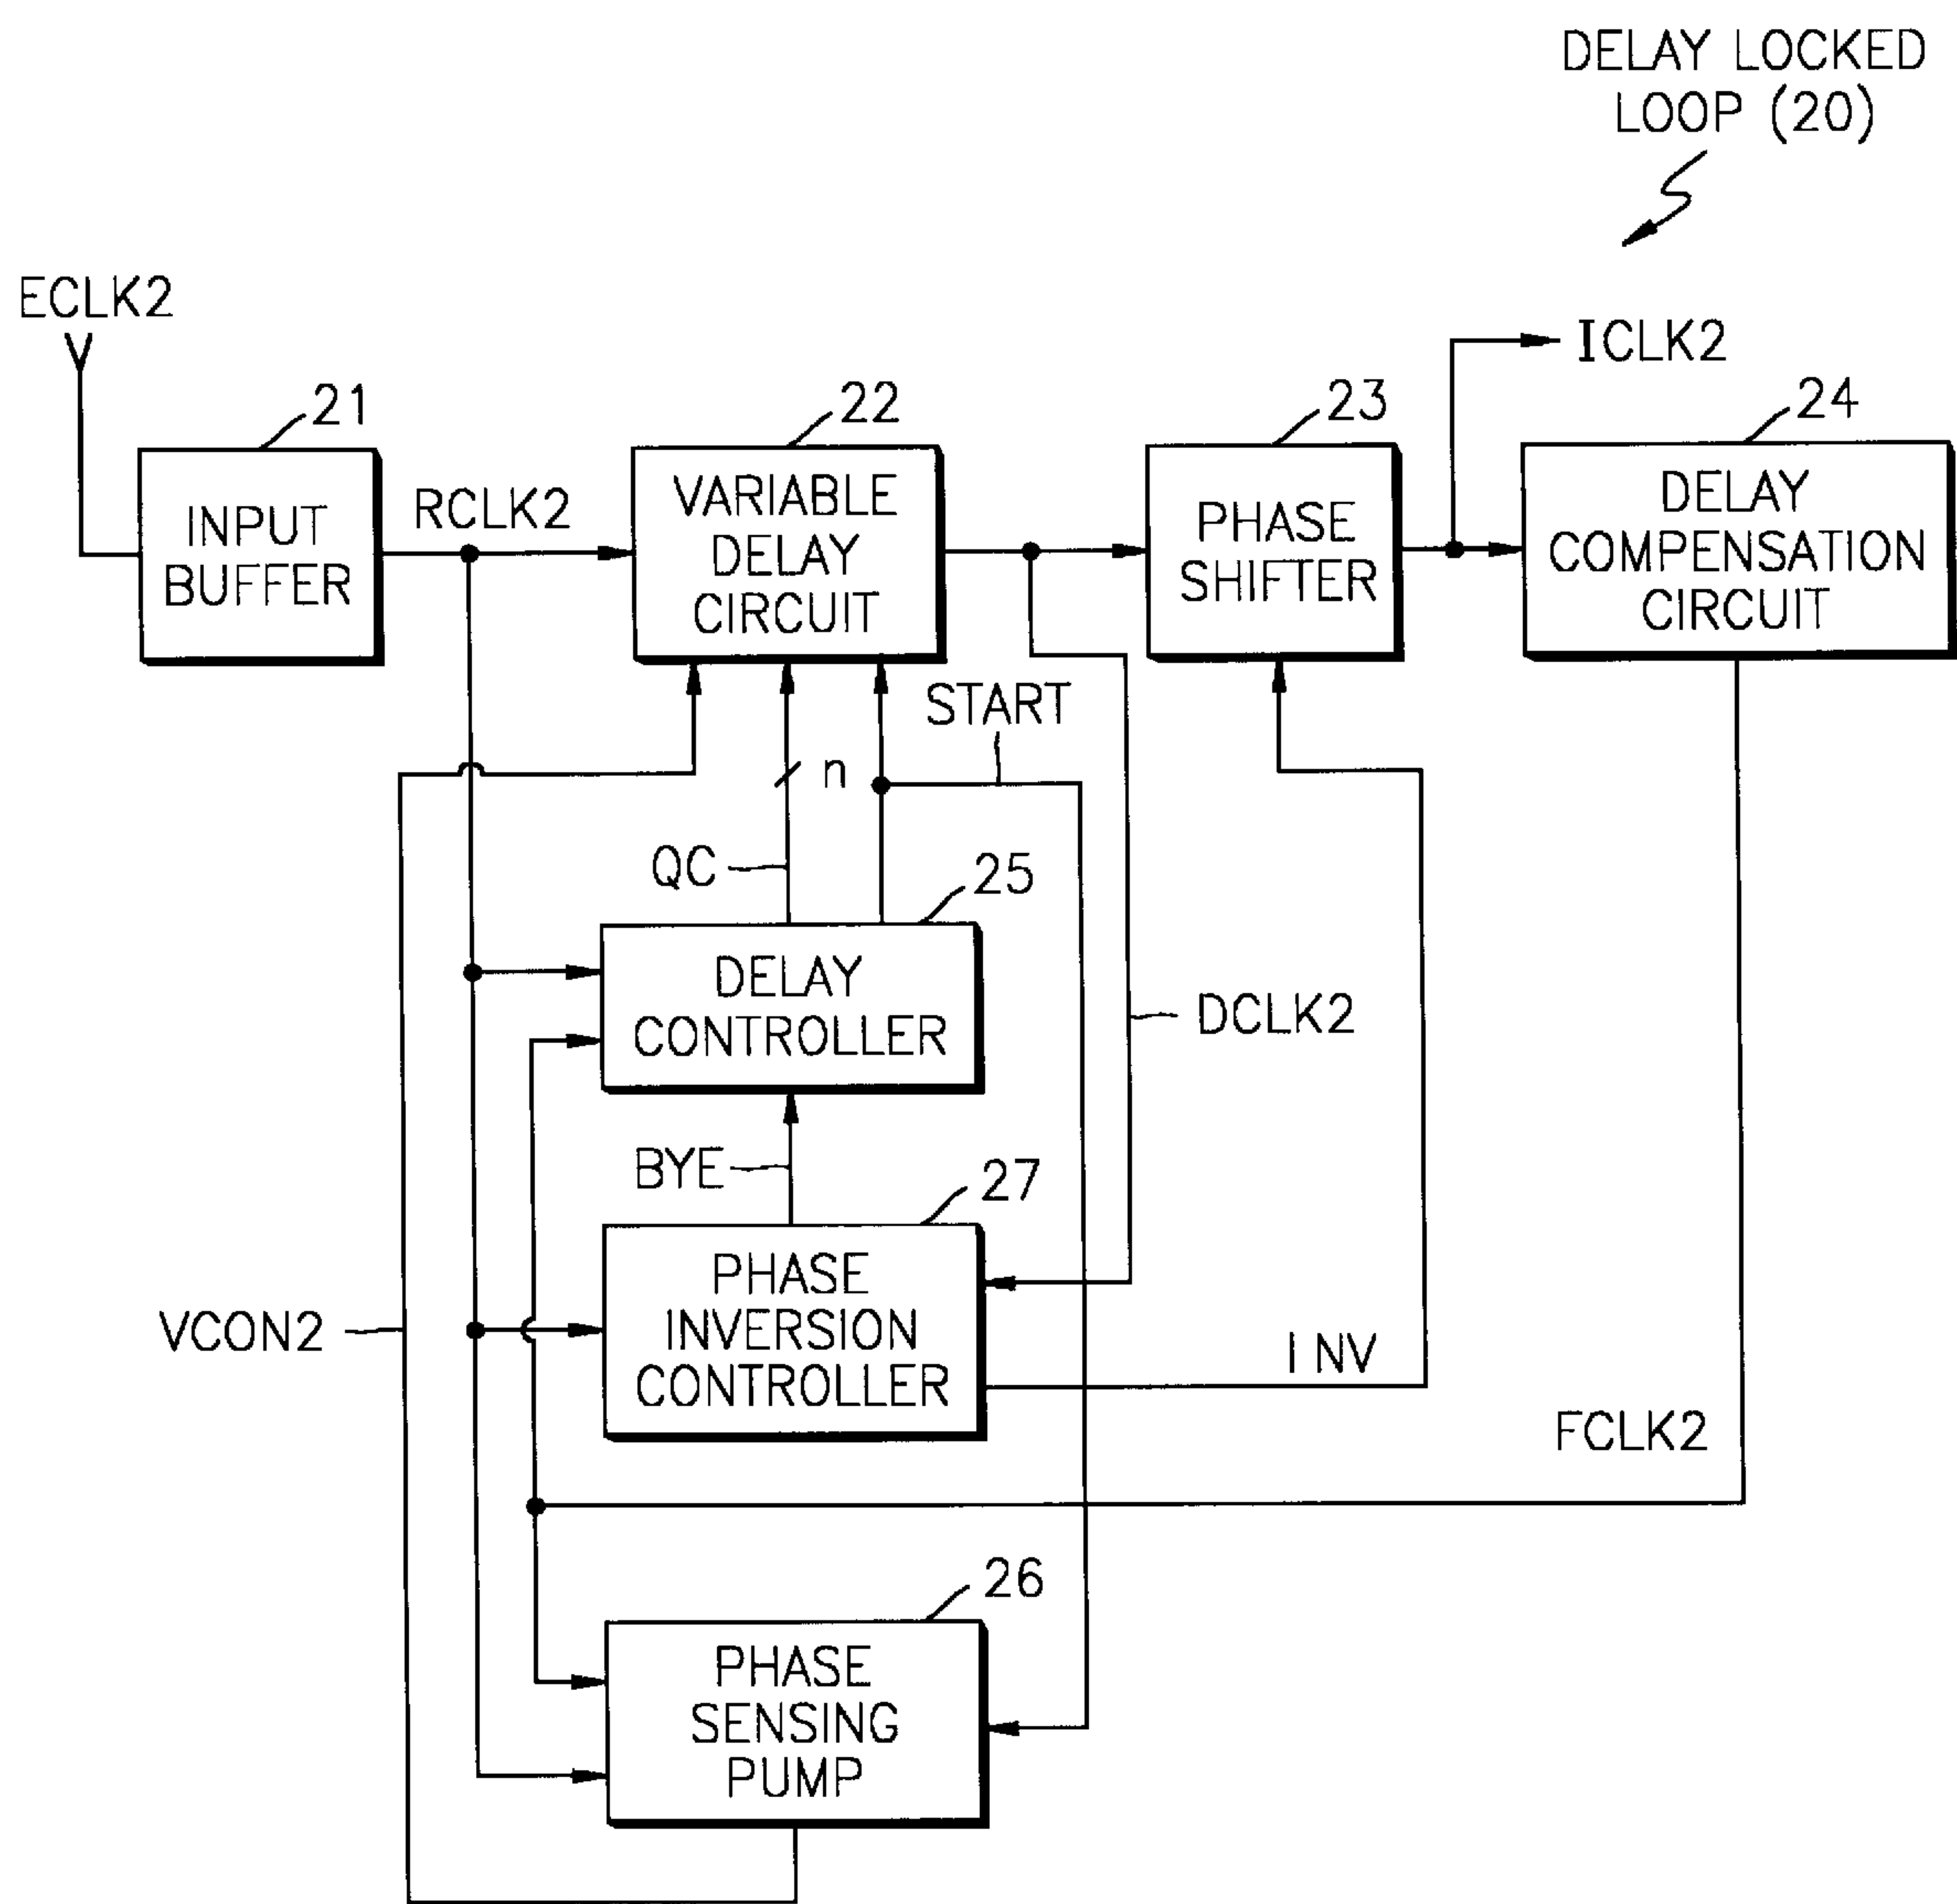 DELAY LOCKED
LOOP (20)
ECLK2
ICLK2
21
22
23
24
INPUT
BUFFER
RCLK2
VARIABLE
DELAY
CIRCUIT
PHASE
SHIFTER
DELAY
COMPENSATION
CIRCUIT
START
n
QC
25
DELAY
CONTROLLER
DCLK2
BYE
27
PHASE
INVERSION
CONTROLLER
VCON2
INV
FCLK2
26
PHASE
SENSING
PUMP